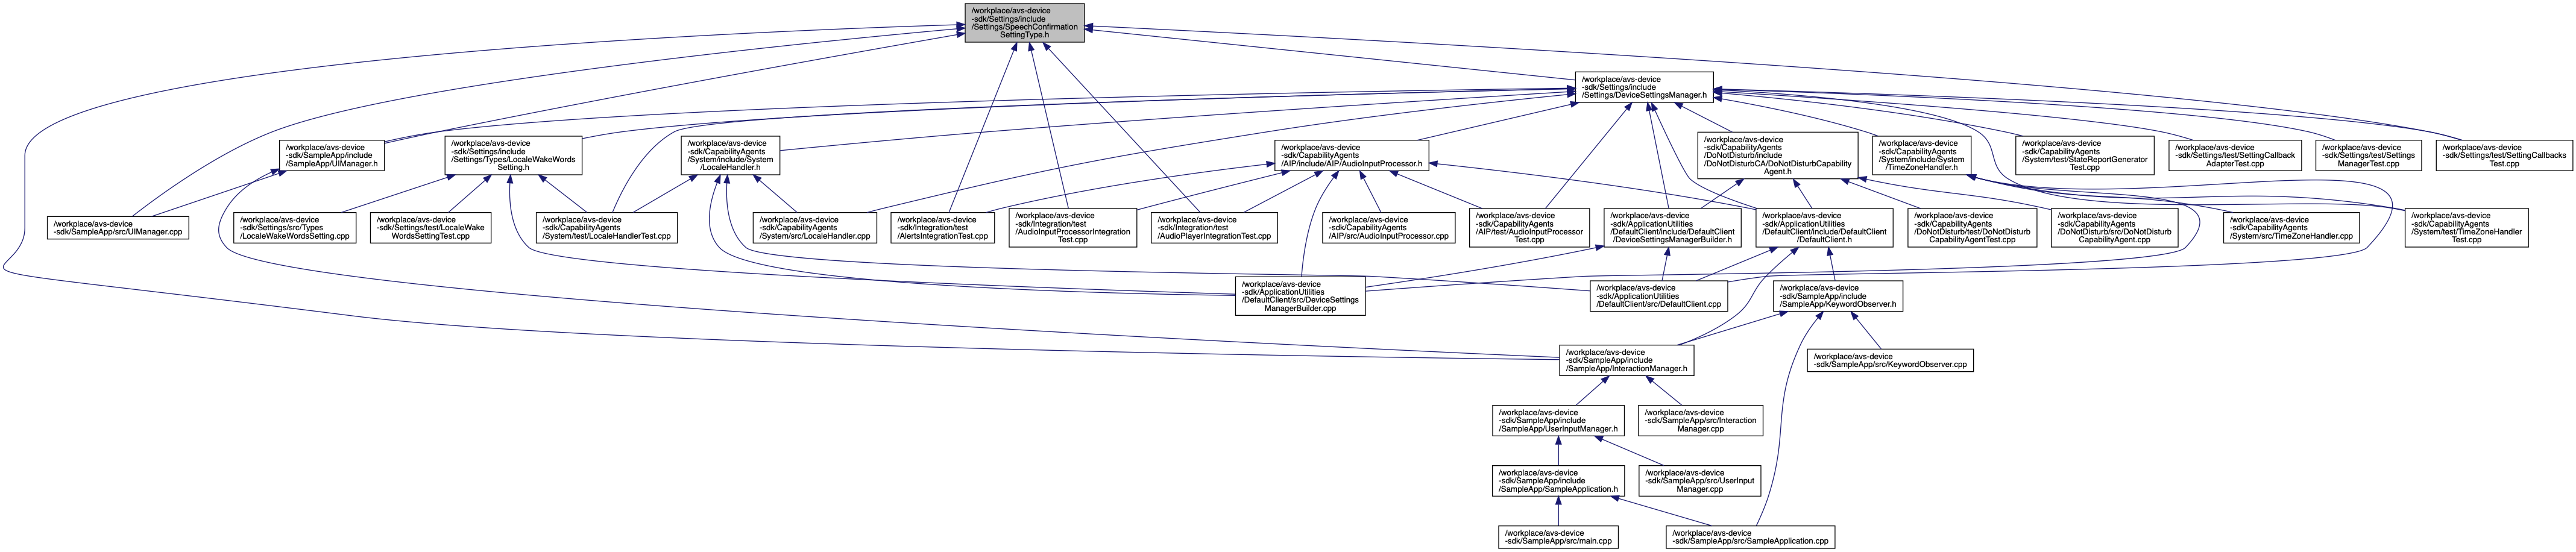 /workplace/avs-device
-sdk/Settings/include
/Settings/SpeechConfirmation
SettingType.h
/workplace/avs-device
-sdk/Settings/include
/Settings/DeviceSettingsManager.h
/workplace/avs-device
-sdk/SampleApp/include
/SampleApp/UIManager.h
/workplace/avs-device
-sdk/Settings/include
/Settings/Types/LocaleWakeWords
Setting.h
/workplace/avs-device
-sdk/CapabilityAgents
/System/include/System
/LocaleHandler.h
/workplace/avs-device
-sdk/CapabilityAgents
/AIP/include/AIP/AudioInputProcessor.h
/workplace/avs-device
-sdk/CapabilityAgents
/DoNotDisturb/include
/DoNotDisturbCA/DoNotDisturbCapability
Agent.h
/workplace/avs-device
-sdk/CapabilityAgents
/System/include/System
/TimeZoneHandler.h
/workplace/avs-device
-sdk/CapabilityAgents
/System/test/StateReportGenerator
Test.cpp
/workplace/avs-device
-sdk/Settings/test/SettingCallback
AdapterTest.cpp
/workplace/avs-device
-sdk/Settings/test/Settings
ManagerTest.cpp
/workplace/avs-device
-sdk/Settings/test/SettingCallbacks
Test.cpp
/workplace/avs-device
-sdk/SampleApp/src/UIManager.cpp
/workplace/avs-device
-sdk/Settings/src/Types
/LocaleWakeWordsSetting.cpp
/workplace/avs-device
-sdk/Settings/test/LocaleWake
WordsSettingTest.cpp
/workplace/avs-device
-sdk/CapabilityAgents
/System/test/LocaleHandlerTest.cpp
/workplace/avs-device
-sdk/CapabilityAgents
/System/src/LocaleHandler.cpp
/workplace/avs-device
-sdk/Integration/test
/AlertsIntegrationTest.cpp
/workplace/avs-device
-sdk/Integration/test
/AudioInputProcessorIntegration
Test.cpp
/workplace/avs-device
-sdk/Integration/test
/AudioPlayerIntegrationTest.cpp
/workplace/avs-device
-sdk/CapabilityAgents
/AIP/src/AudioInputProcessor.cpp
/workplace/avs-device
-sdk/CapabilityAgents
/AIP/test/AudioInputProcessor
Test.cpp
/workplace/avs-device
-sdk/ApplicationUtilities
/DefaultClient/include/DefaultClient
/DeviceSettingsManagerBuilder.h
/workplace/avs-device
-sdk/ApplicationUtilities
/DefaultClient/include/DefaultClient
/DefaultClient.h
/workplace/avs-device
-sdk/CapabilityAgents
/DoNotDisturb/test/DoNotDisturb
CapabilityAgentTest.cpp
/workplace/avs-device
-sdk/CapabilityAgents
/DoNotDisturb/src/DoNotDisturb
CapabilityAgent.cpp
/workplace/avs-device
-sdk/CapabilityAgents
/System/src/TimeZoneHandler.cpp
/workplace/avs-device
-sdk/CapabilityAgents
/System/test/TimeZoneHandler
Test.cpp
/workplace/avs-device
-sdk/ApplicationUtilities
/DefaultClient/src/DeviceSettings
ManagerBuilder.cpp
/workplace/avs-device
-sdk/ApplicationUtilities
/DefaultClient/src/DefaultClient.cpp
/workplace/avs-device
-sdk/SampleApp/include
/SampleApp/KeywordObserver.h
/workplace/avs-device
-sdk/SampleApp/include
/SampleApp/InteractionManager.h
/workplace/avs-device
-sdk/SampleApp/src/KeywordObserver.cpp
/workplace/avs-device
-sdk/SampleApp/include
/SampleApp/UserInputManager.h
/workplace/avs-device
-sdk/SampleApp/src/Interaction
Manager.cpp
/workplace/avs-device
-sdk/SampleApp/include
/SampleApp/SampleApplication.h
/workplace/avs-device
-sdk/SampleApp/src/UserInput
Manager.cpp
/workplace/avs-device
-sdk/SampleApp/src/main.cpp
/workplace/avs-device
-sdk/SampleApp/src/SampleApplication.cpp